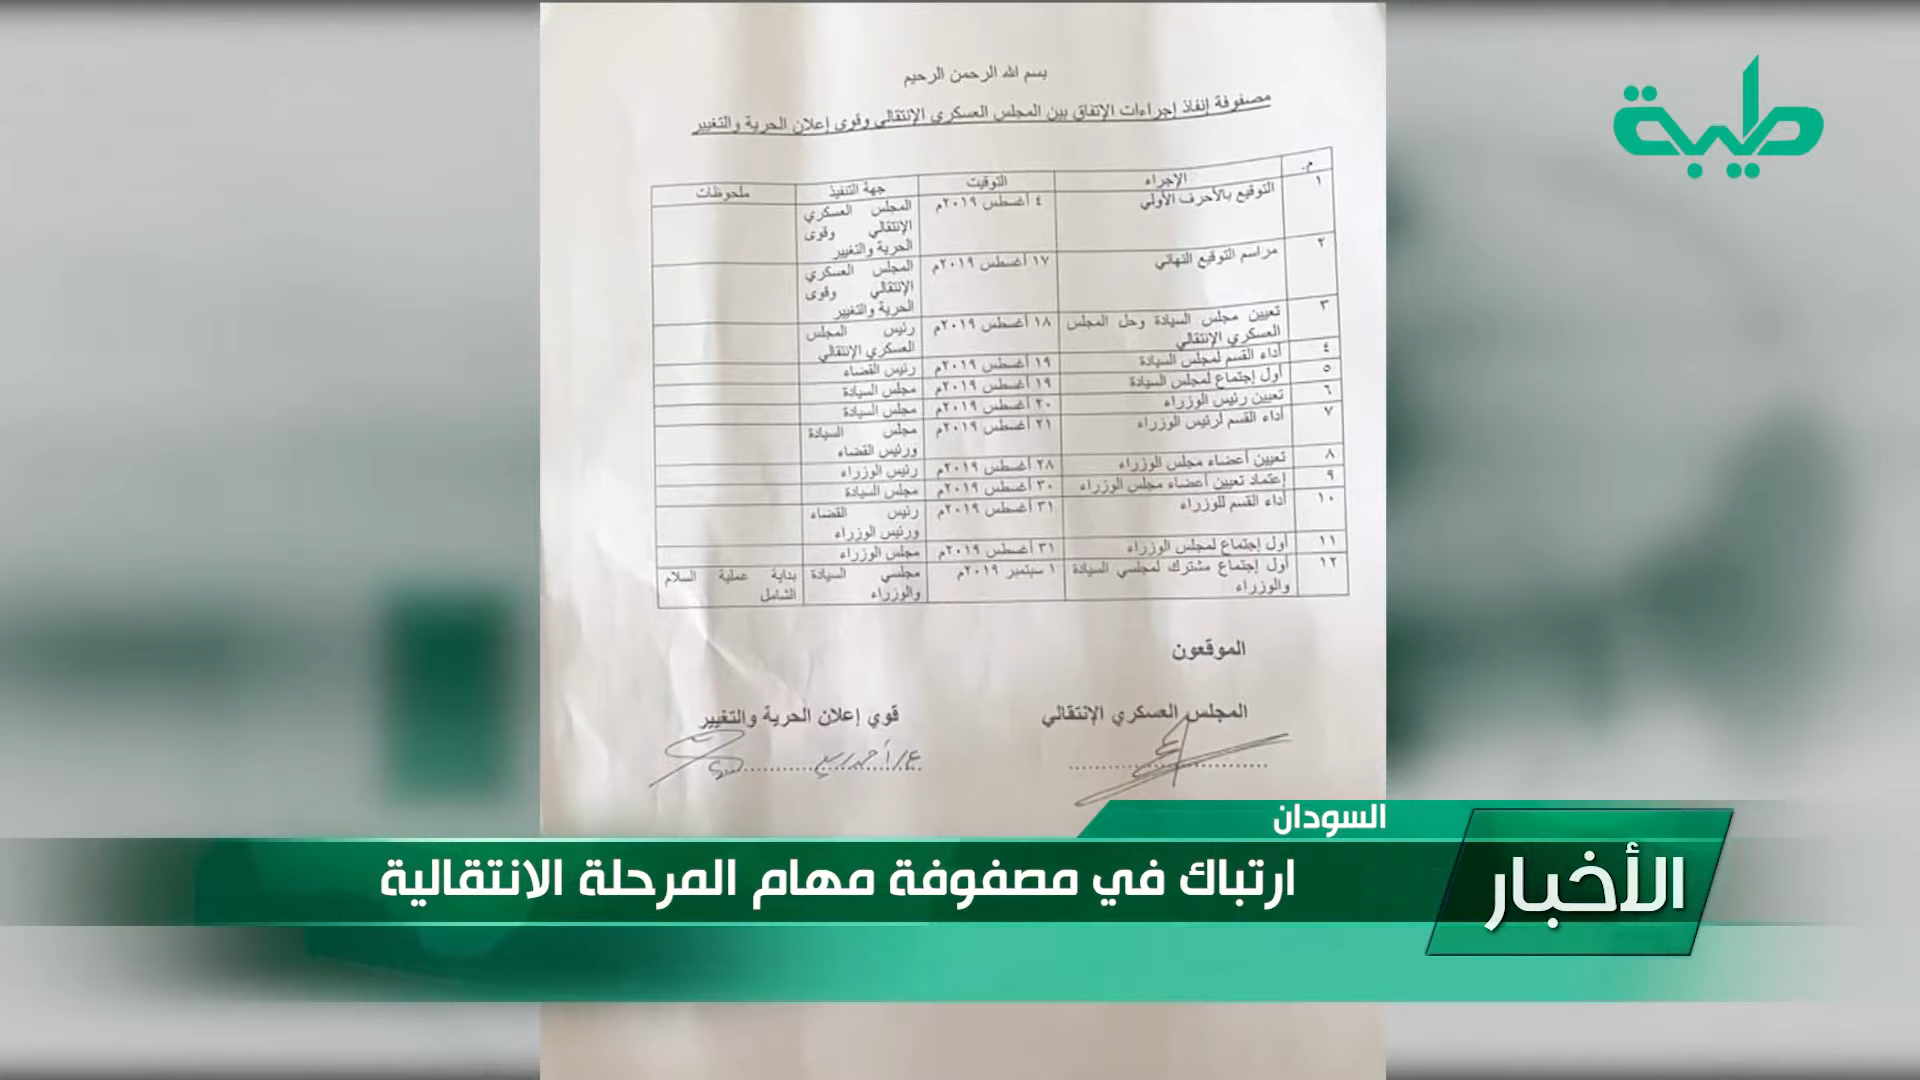 طيبة
بسم الله الرحمن الرحيم
مصفوفة إنفاذ إجراءات الإتفاق بين المجلس العسكري الإنتقالي وقوى إعلان الحرية والتغيير
م. الإجراء التوقيت جهة التنفيذ ملحوظات
١ التوقيع بالأحرف الأولي ٤ أغسطس ٢٠١٩م المجلس العسكري
الإنتقالي وقوى
الحرية والتغيير
٢ مراسم التوقيع النهائي ١٧ أغسطس ٢٠١٩م المجلس العسكري
الإنتقالي وقوى
الحرية والتغيير
٣ تعيين مجلس السيادة وحل المجلس ١٨ أغسطس ٢٠١٩م رئيس المجلس
العسكري الإنتقالي العسكري الإنتقالي
٤ أداء القسم لمجلس السيادة ١٩ أغسطس ٢٠١٩م رئيس القضاء
٥ أول إجتماع لمجلس السيادة ١٩ أغسطس ٢٠١٩م مجلس السيادة
٦ تعيين رئيس الوزراء ٢٠ أغسطس ٢٠١٩م مجلس السيادة
٧ أداء القسم لرئيس الوزراء ٢١ أغسطس ٢٠١٩م مجلس السيادة
ورئيس القضاء
٨ تعيين أعضاء مجلس الوزراء ٢٨ أغسطس ٢٠١٩م رئيس الوزراء
٩ إعتماد تعيين أعضاء مجلس الوزراء ٣٠ أغسطس ٢٠١٩م مجلس السيادة
١٠ أداء القسم للوزراء ٣١ أغسطس ٢٠١٩م رئيس القضاء
ورئيس الوزراء
١١ أول إجتماع لمجلس الوزراء ٣١ أغسطس ٢٠١٩م مجلس الوزراء
١٢ أول إجتماع مشترك لمجلسي السيادة ١ سبتمبر ٢٠١٩م مجلسي السيادة بداية عملية السلام
والوزراء والوزراء الشامل
الموقعون
المجلس العسكري الإنتقالي قوي إعلان الحرية والتغيير
السودان
الأخبار
ارتباك في مصفوفة مهام المرحلة الانتقالية